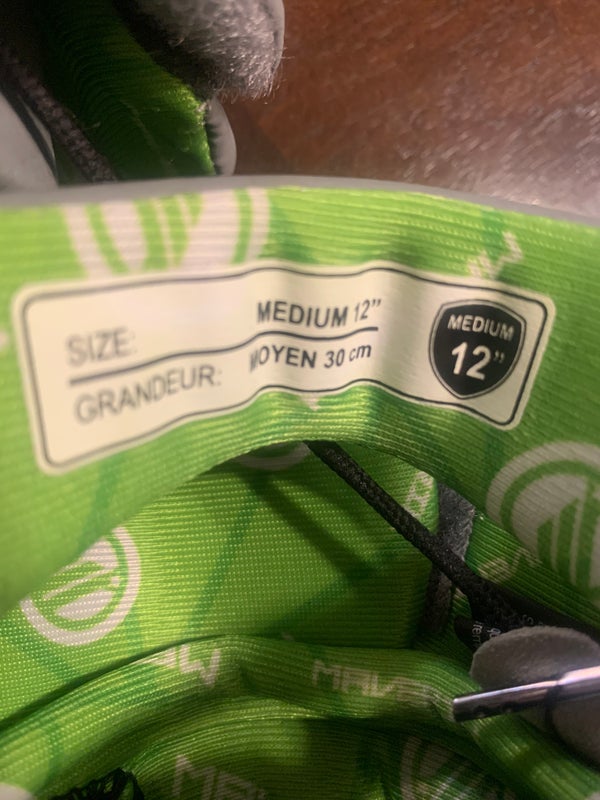 SIZE: MEDIUM 12”
GRANDEUR: MOYEN 30 cm
MEDIUM
12”